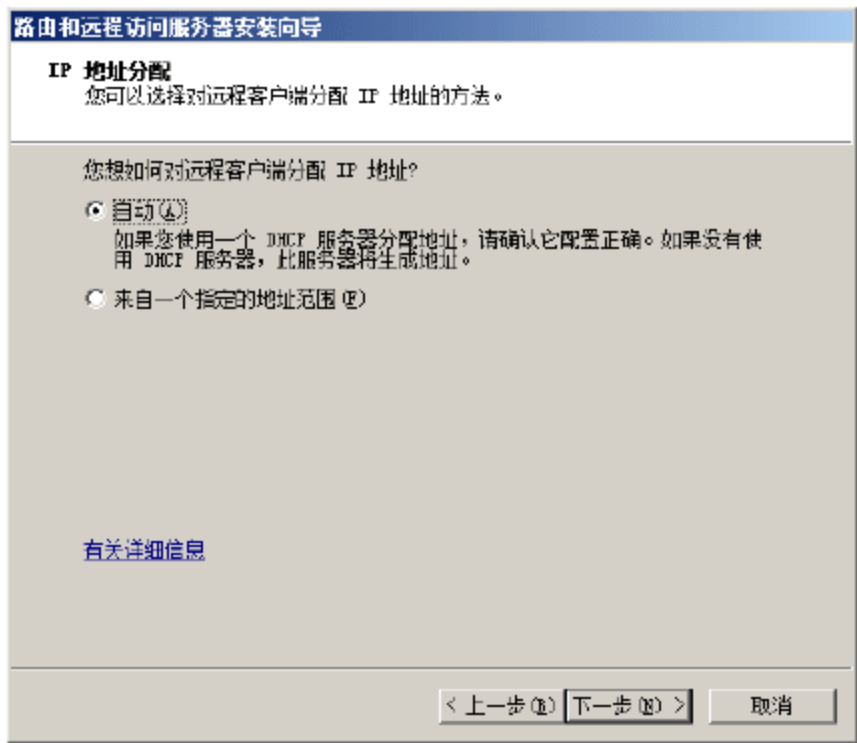 路由和远程访问服务器安装向导
IP 地址分配
您可以选择对远程客户端分配 IP 地址的方法。
您想如何对远程客户端分配 IP 地址?
自动(A)
如果您使用一个 DHCP 服务器分配地址，请确认它配置正确。如果没有使
用 DHCP 服务器，此服务器将生成地址。
来自一个指定的地址范围(F)
有关详细信息
< 上一步(B) 下一步(N) > 取消